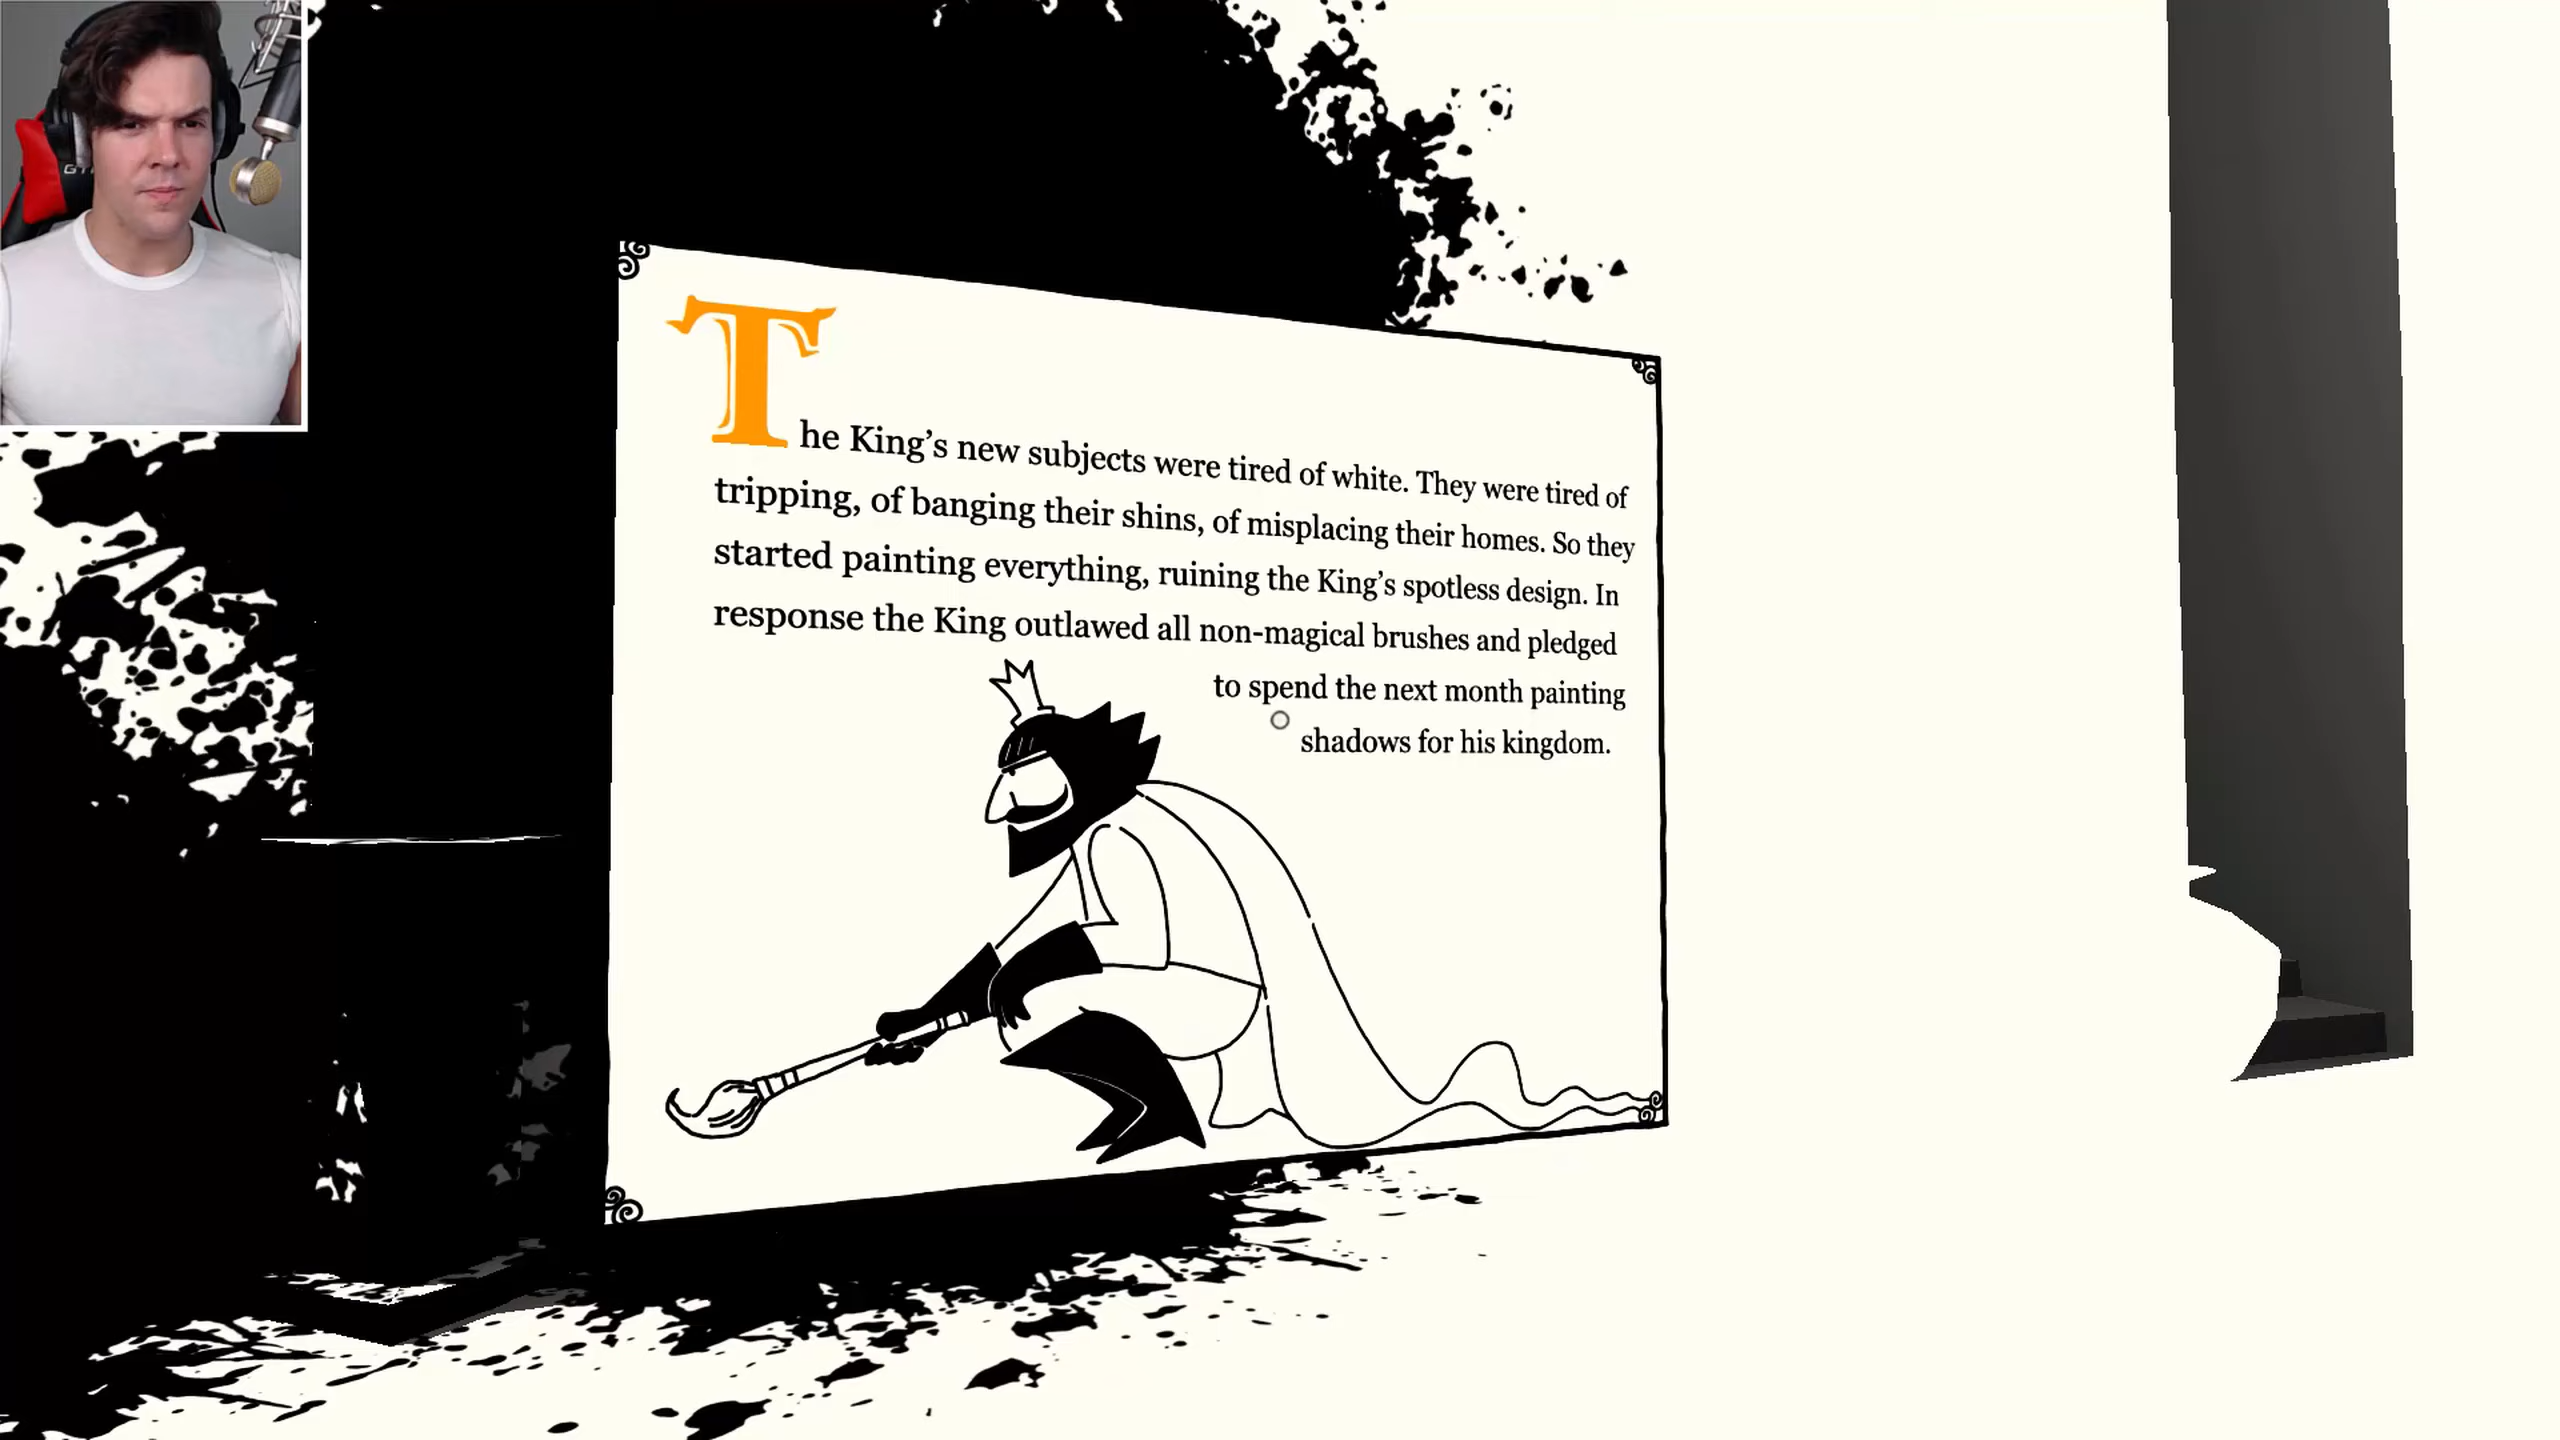 The King’s new subjects were tired of white. They were tired of
tripping, of banging their shins, of misplacing their homes. So they
started painting everything, ruining the King’s spotless design. In
response the King outlawed all non-magical brushes and pledged
to spend the next month painting
shadows for his kingdom.